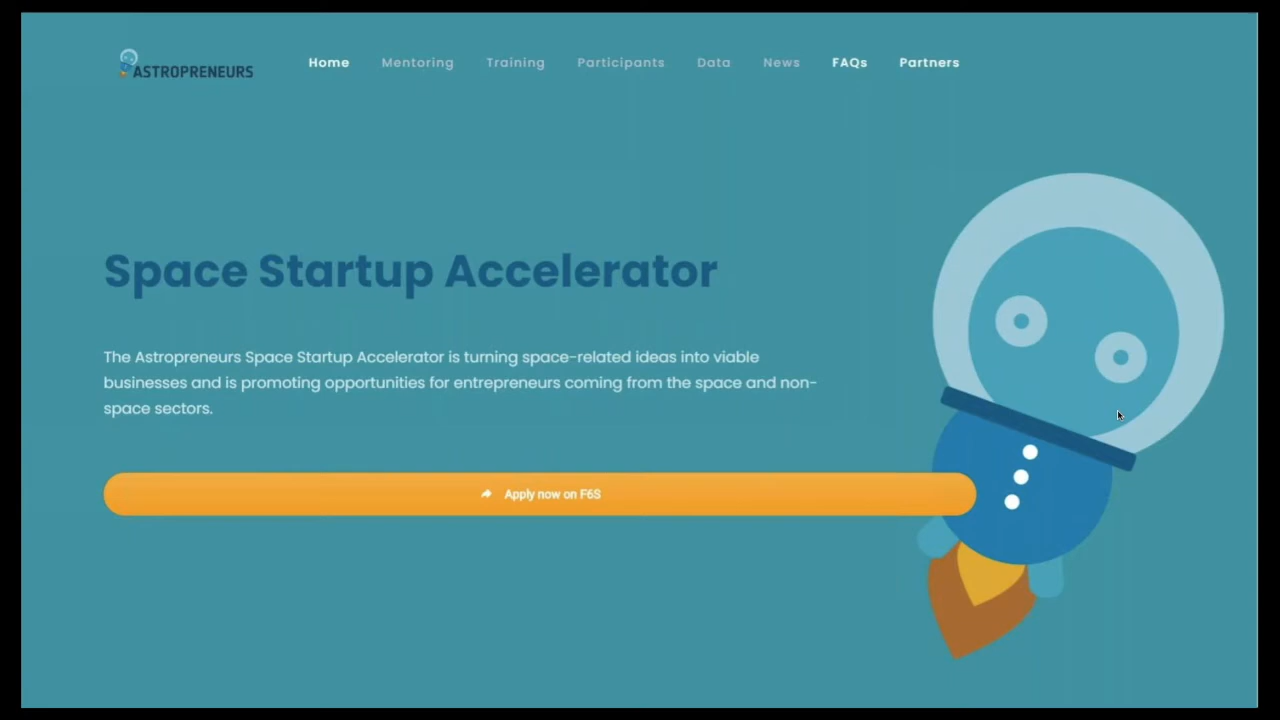 ASTROPRENEURS
Home Mentoring Training Participants Data News FAQs Partners
Space Startup Accelerator
The Astropreneurs Space Startup Accelerator is turning space-related ideas into viable
businesses and is promoting opportunities for entrepreneurs coming from the space and non-
space sectors.
Apply now on F6S